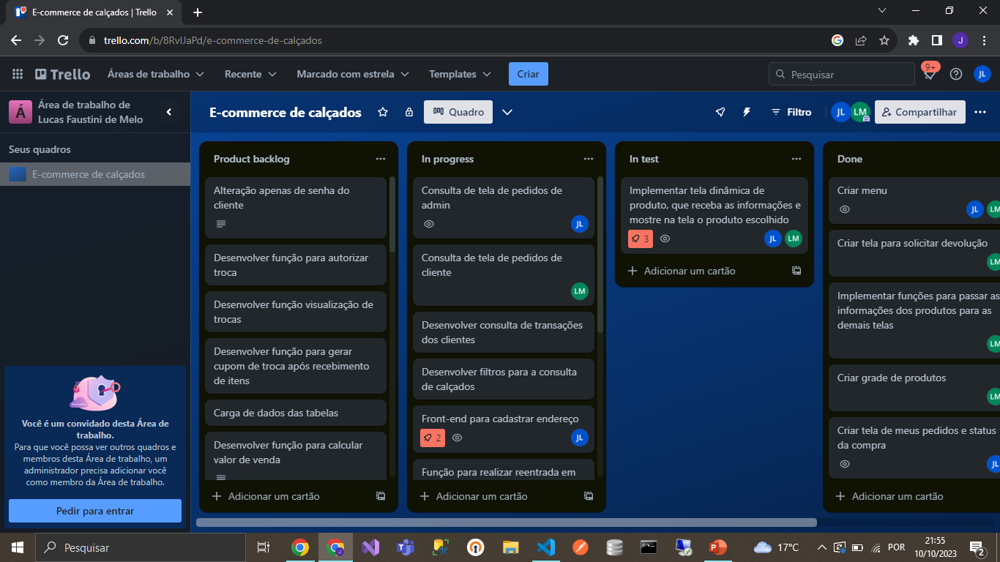 E-commerce de calçados | Trello
trello.com/b/8RvIJaPd/e-commerce-de-calçados
J
Trello
Áreas de trabalho
Recente
Marcado com estrela
Templates
Criar
Pesquisar
9+
JL
Á
Área de trabalho de
Lucas Faustini de Melo
E-commerce de calçados
Quadro
Filtro
JL
LM
Compartilhar
Seus quadros
E-commerce de calçados
Você é um convidado desta Área de
trabalho.
Para que você possa ver outros quadros e
membros desta Área de trabalho, um
administrador precisa adicionar você
como membro da Área de trabalho.
Pedir para entrar
Product backlog
Alteração apenas de senha do
cliente
Desenvolver função para autorizar
troca
Desenvolver função visualização de
trocas
Desenvolver função para gerar
cupom de troca após recebimento
de itens
Carga de dados das tabelas
Desenvolver função para calcular
valor de venda
Adicionar um cartão
In progress
Consulta de tela de pedidos de
admin
JL
Consulta de tela de pedidos de
cliente
LM
Desenvolver consulta de transações
dos clientes
Desenvolver filtros para a consulta
de calçados
Front-end para cadastrar endereço
2
JL
Função para realizar reentrada em
Adicionar um cartão
In test
Implementar tela dinâmica de
produto, que receba as informações e
mostre na tela o produto escolhido
3
JL
LM
Adicionar um cartão
Done
Criar menu
JL
LM
Criar tela para solicitar devolução
LM
Implementar funções para passar as
informações dos produtos para as
demais telas
LM
Criar grade de produtos
LM
Criar tela de meus pedidos e status
da compra
JL
Adicionar um cartão
Pesquisar
17°C
POR
21:55
10/10/2023
2